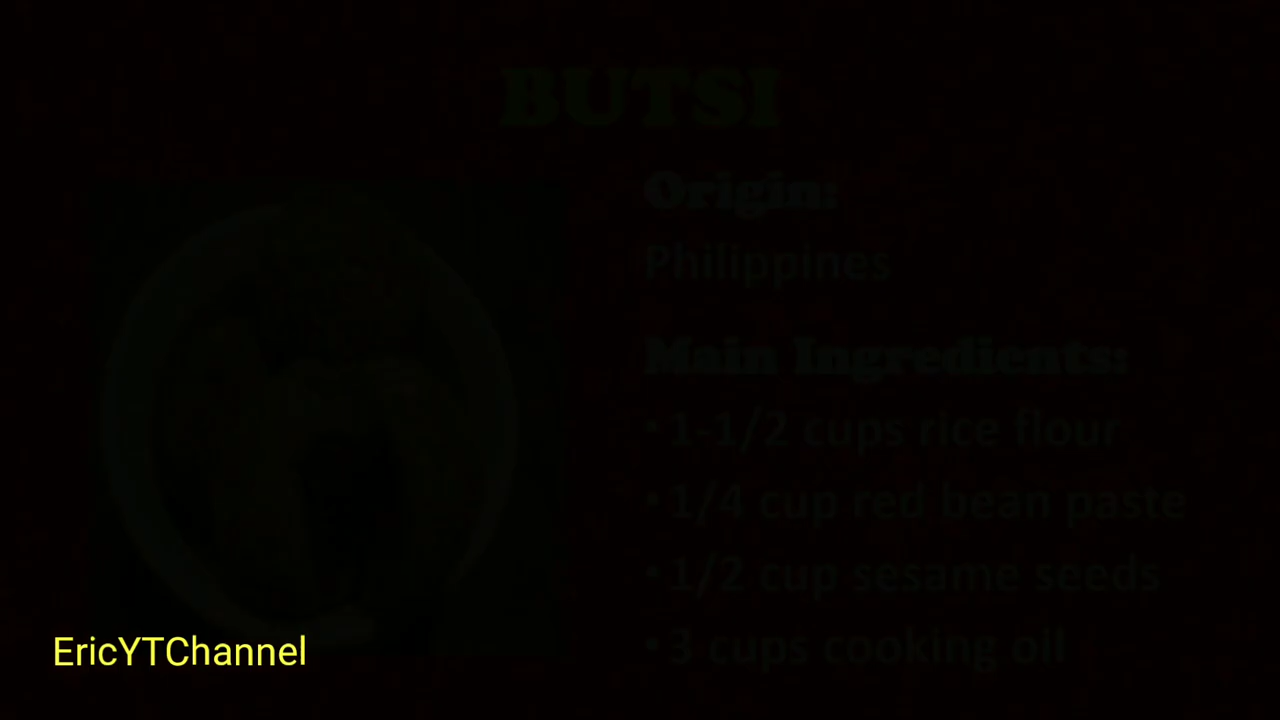 BUTSI
Origin:
Philippines
Main Ingredients:
• 1-1/2 cups rice flour
• 1/4 cup red bean paste
• 1/2 cup sesame seeds
• 3 cups cooking oil
EricYTChannel